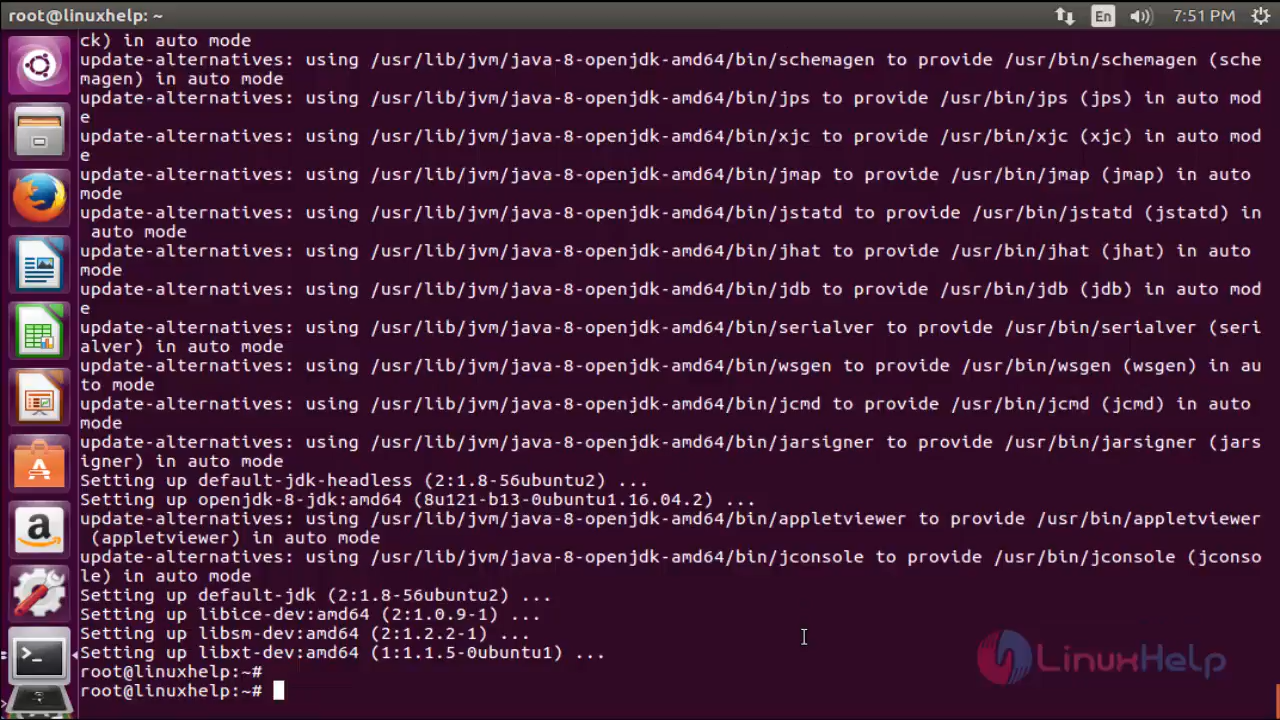 root@linuxhelp: ~
En
7:51 PM
ck) in auto mode
update-alternatives: using /usr/lib/jvm/java-8-openjdk-amd64/bin/schemagen to provide /usr/bin/schemagen (sche
magen) in auto mode
update-alternatives: using /usr/lib/jvm/java-8-openjdk-amd64/bin/jps to provide /usr/bin/jps (jps) in auto mod
e
update-alternatives: using /usr/lib/jvm/java-8-openjdk-amd64/bin/xjc to provide /usr/bin/xjc (xjc) in auto mod
e
update-alternatives: using /usr/lib/jvm/java-8-openjdk-amd64/bin/jmap to provide /usr/bin/jmap (jmap) in auto
mode
update-alternatives: using /usr/lib/jvm/java-8-openjdk-amd64/bin/jstatd to provide /usr/bin/jstatd (jstatd) in
 auto mode
update-alternatives: using /usr/lib/jvm/java-8-openjdk-amd64/bin/jhat to provide /usr/bin/jhat (jhat) in auto
mode
update-alternatives: using /usr/lib/jvm/java-8-openjdk-amd64/bin/jdb to provide /usr/bin/jdb (jdb) in auto mod
e
update-alternatives: using /usr/lib/jvm/java-8-openjdk-amd64/bin/serialver to provide /usr/bin/serialver (seri
alver) in auto mode
update-alternatives: using /usr/lib/jvm/java-8-openjdk-amd64/bin/wsgen to provide /usr/bin/wsgen (wsgen) in au
to mode
update-alternatives: using /usr/lib/jvm/java-8-openjdk-amd64/bin/jcmd to provide /usr/bin/jcmd (jcmd) in auto
mode
update-alternatives: using /usr/lib/jvm/java-8-openjdk-amd64/bin/jarsigner to provide /usr/bin/jarsigner (jars
igner) in auto mode
Setting up default-jdk-headless (2:1.8-56ubuntu2) ...
Setting up openjdk-8-jdk:amd64 (8u121-b13-0ubuntu1.16.04.2) ...
update-alternatives: using /usr/lib/jvm/java-8-openjdk-amd64/bin/appletviewer to provide /usr/bin/appletviewer
 (appletviewer) in auto mode
update-alternatives: using /usr/lib/jvm/java-8-openjdk-amd64/bin/jconsole to provide /usr/bin/jconsole (jconso
le) in auto mode
Setting up default-jdk (2:1.8-56ubuntu2) ...
Setting up libice-dev:amd64 (2:1.0.9-1) ...
Setting up libsm-dev:amd64 (2:1.2.2-1) ...
Setting up libxt-dev:amd64 (1:1.1.5-0ubuntu1) ...
root@linuxhelp:~#
root@linuxhelp:~#
LinuxHelp